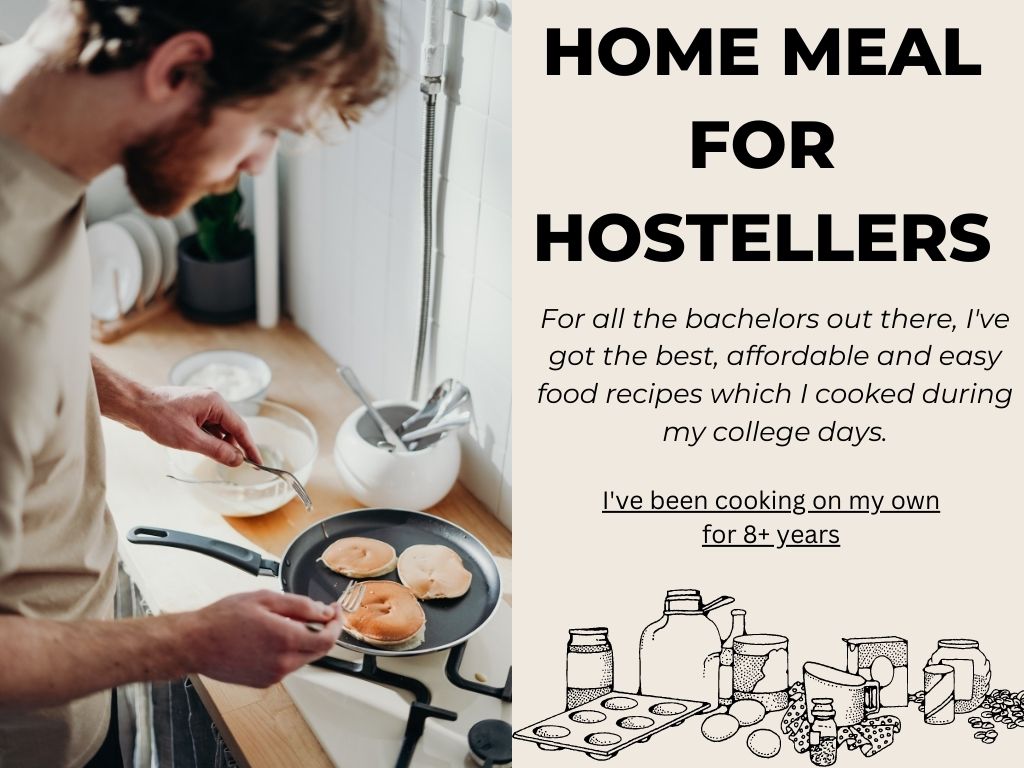 HOME MEAL
FOR
HOSTELLERS
For all the bachelors out there, I've
got the best, affordable and easy
food recipes which I cooked during
my college days.
I've been cooking on my own
for 8+ years